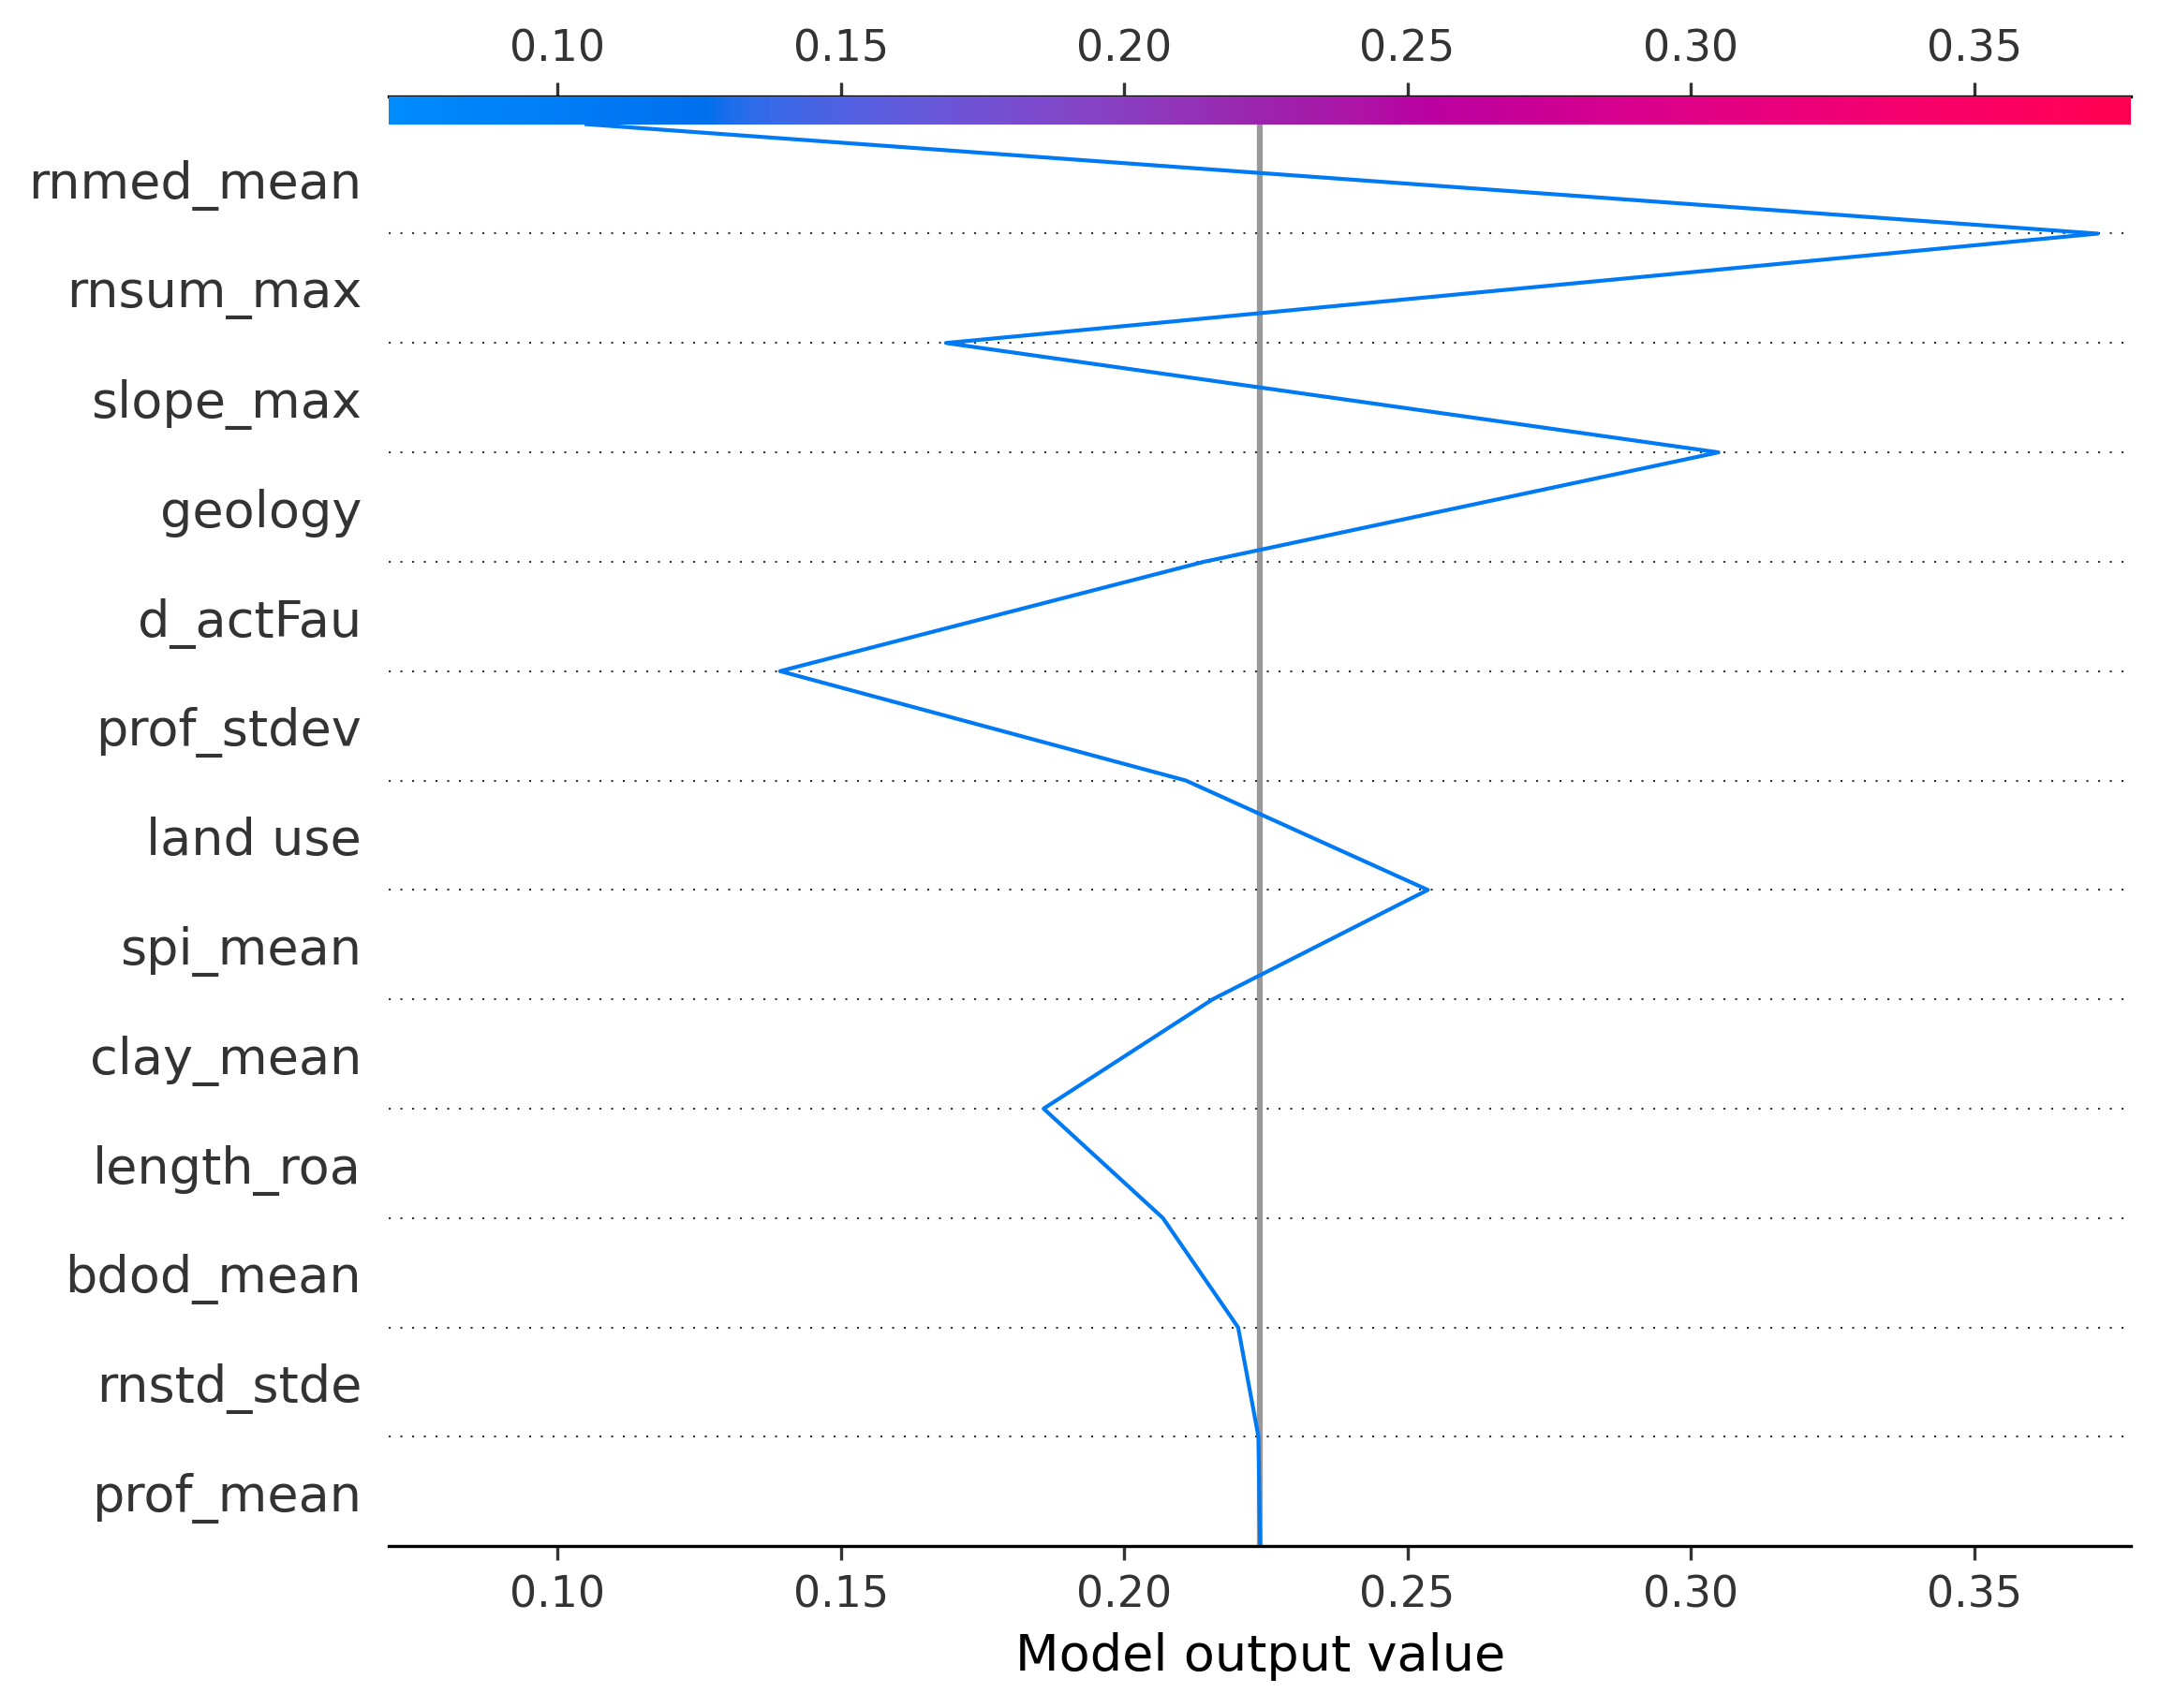 0.10 0.15 0.20 0.25 0.30 0.35
rnmed_mean
rnsum_max
slope_max
geology
d_actFau
prof_stdev
land use
spi_mean
clay_mean
length_roa
bdod_mean
rnstd_stde
prof_mean
0.10 0.15 0.20 0.25 0.30 0.35
Model output value